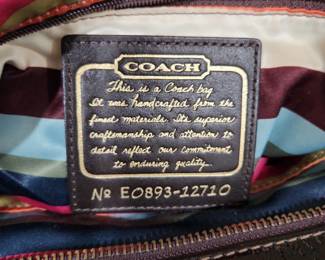 COACH
This is a Coach bag
It was handcrafted from the
finest materials. Its superior
craftsmanship and attention to
detail reflect our commitment
to enduring quality.
No E0893-12710